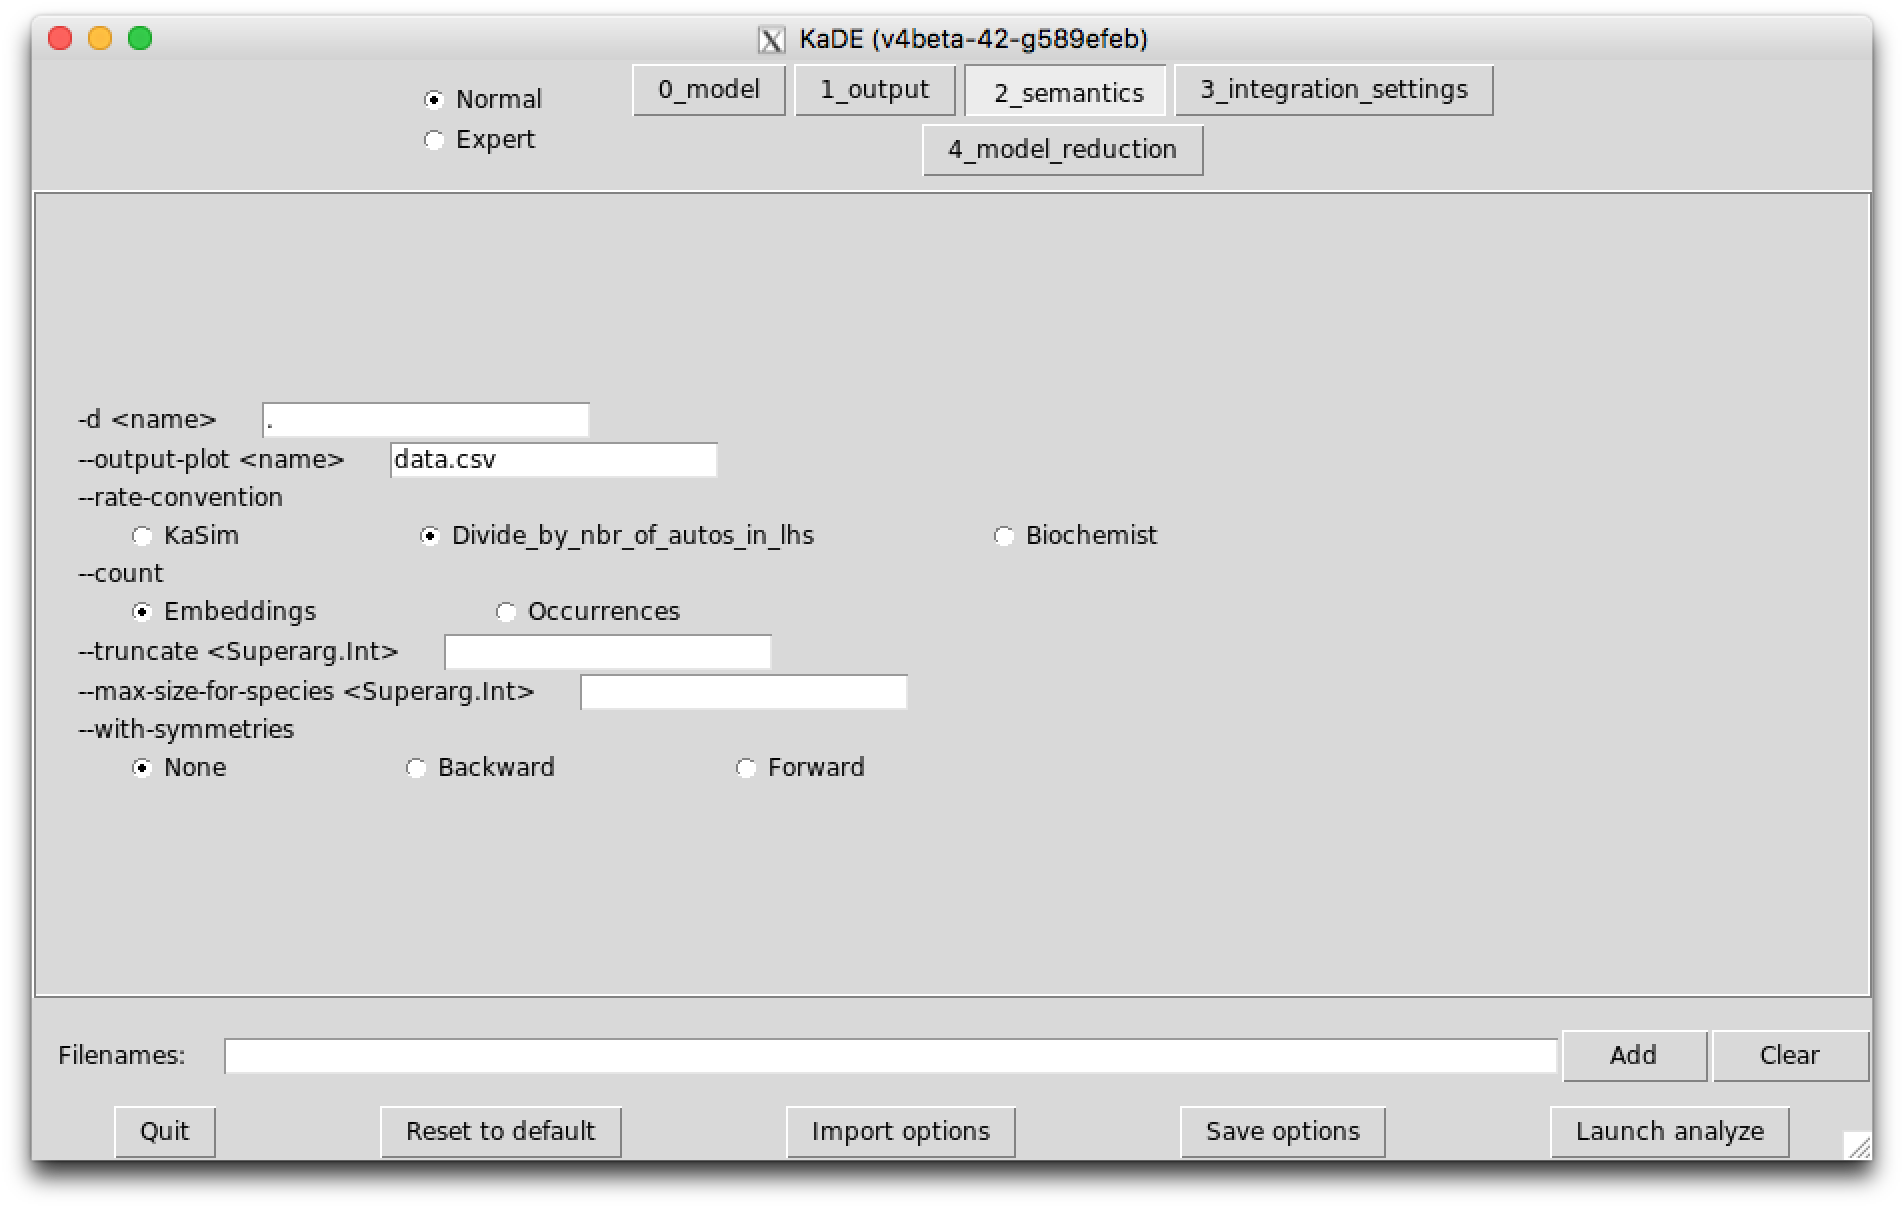 KaDE (v4beta-42-g589efeb)
Normal
Expert
0_model 1_output 2_semantics 3_integration_settings
4_model_reduction
-d <name> .
--output-plot <name> data.csv
--rate-convention
KaSim Divide_by_nbr_of_autos_in_lhs Biochemist
--count
Embeddings Occurrences
--truncate <Superarg.Int>
--max-size-for-species <Superarg.Int>
--with-symmetries
None Backward Forward
Filenames: Add Clear
Quit Reset to default Import options Save options Launch analyze